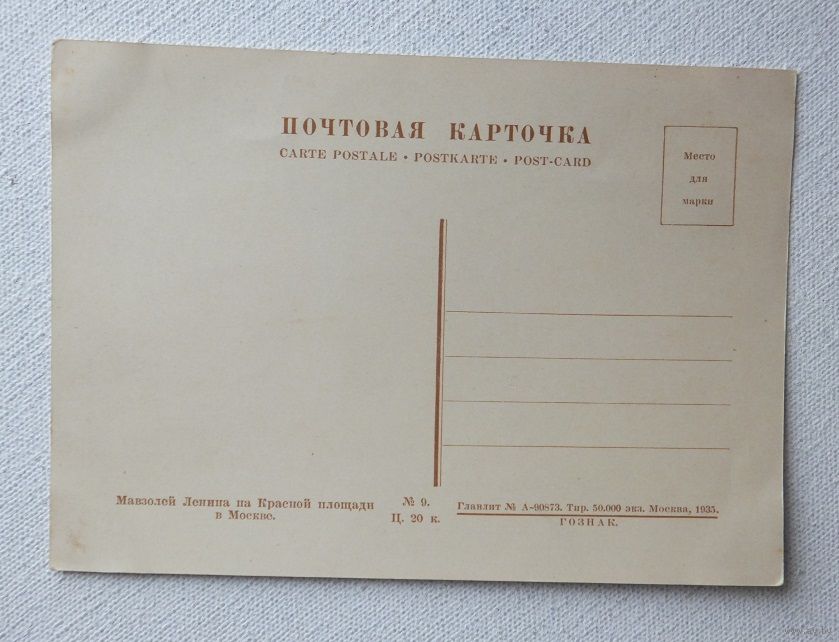 ПОЧТОВАЯ КАРТОЧКА
CARTE POSTALE • POSTKARTE • POST-CARD
Место
для
марки
Мавзолей Ленина на Красной площади
в Москве.
№ 9.
Ц. 20 к.
Главлит № А-90873. Тир. 50.000 экз. Москва, 1935.
ГОЗНАК.